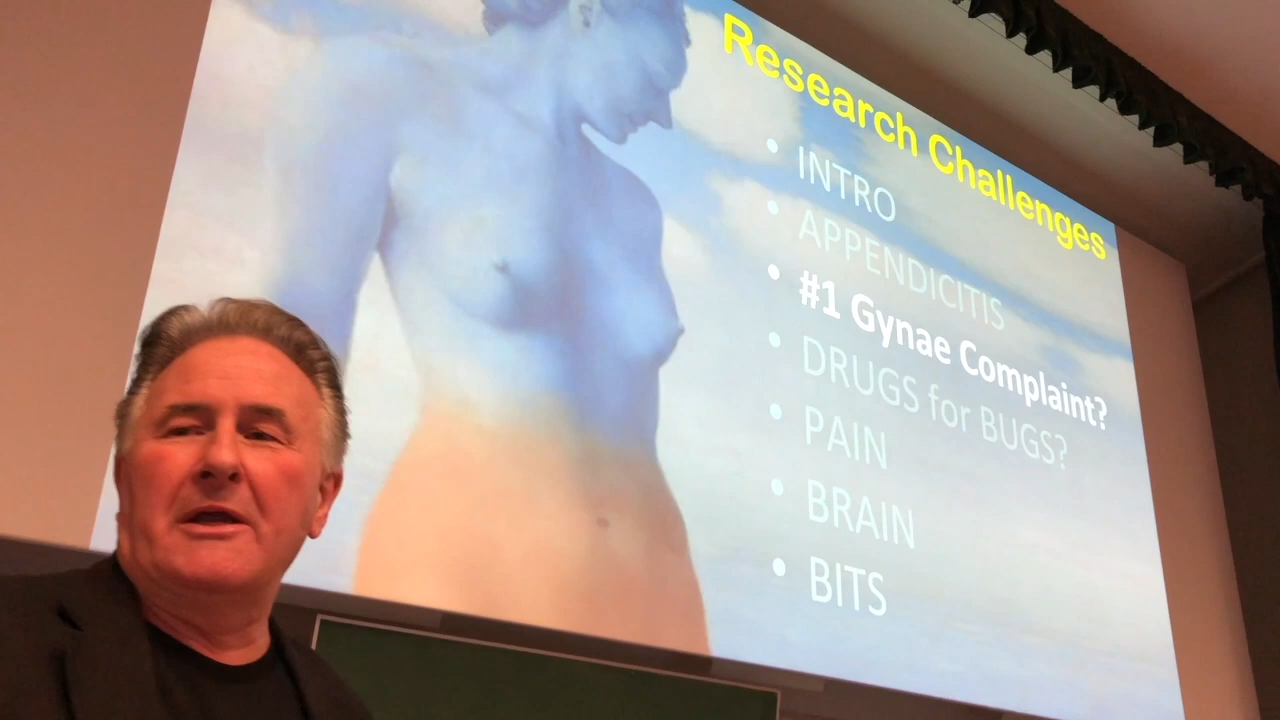 Research Challenges
• INTRO
• APPENDICITIS
• #1 Gynae Complaint?
• DRUGS for BUGS?
• PAIN
• BRAIN
• BITS